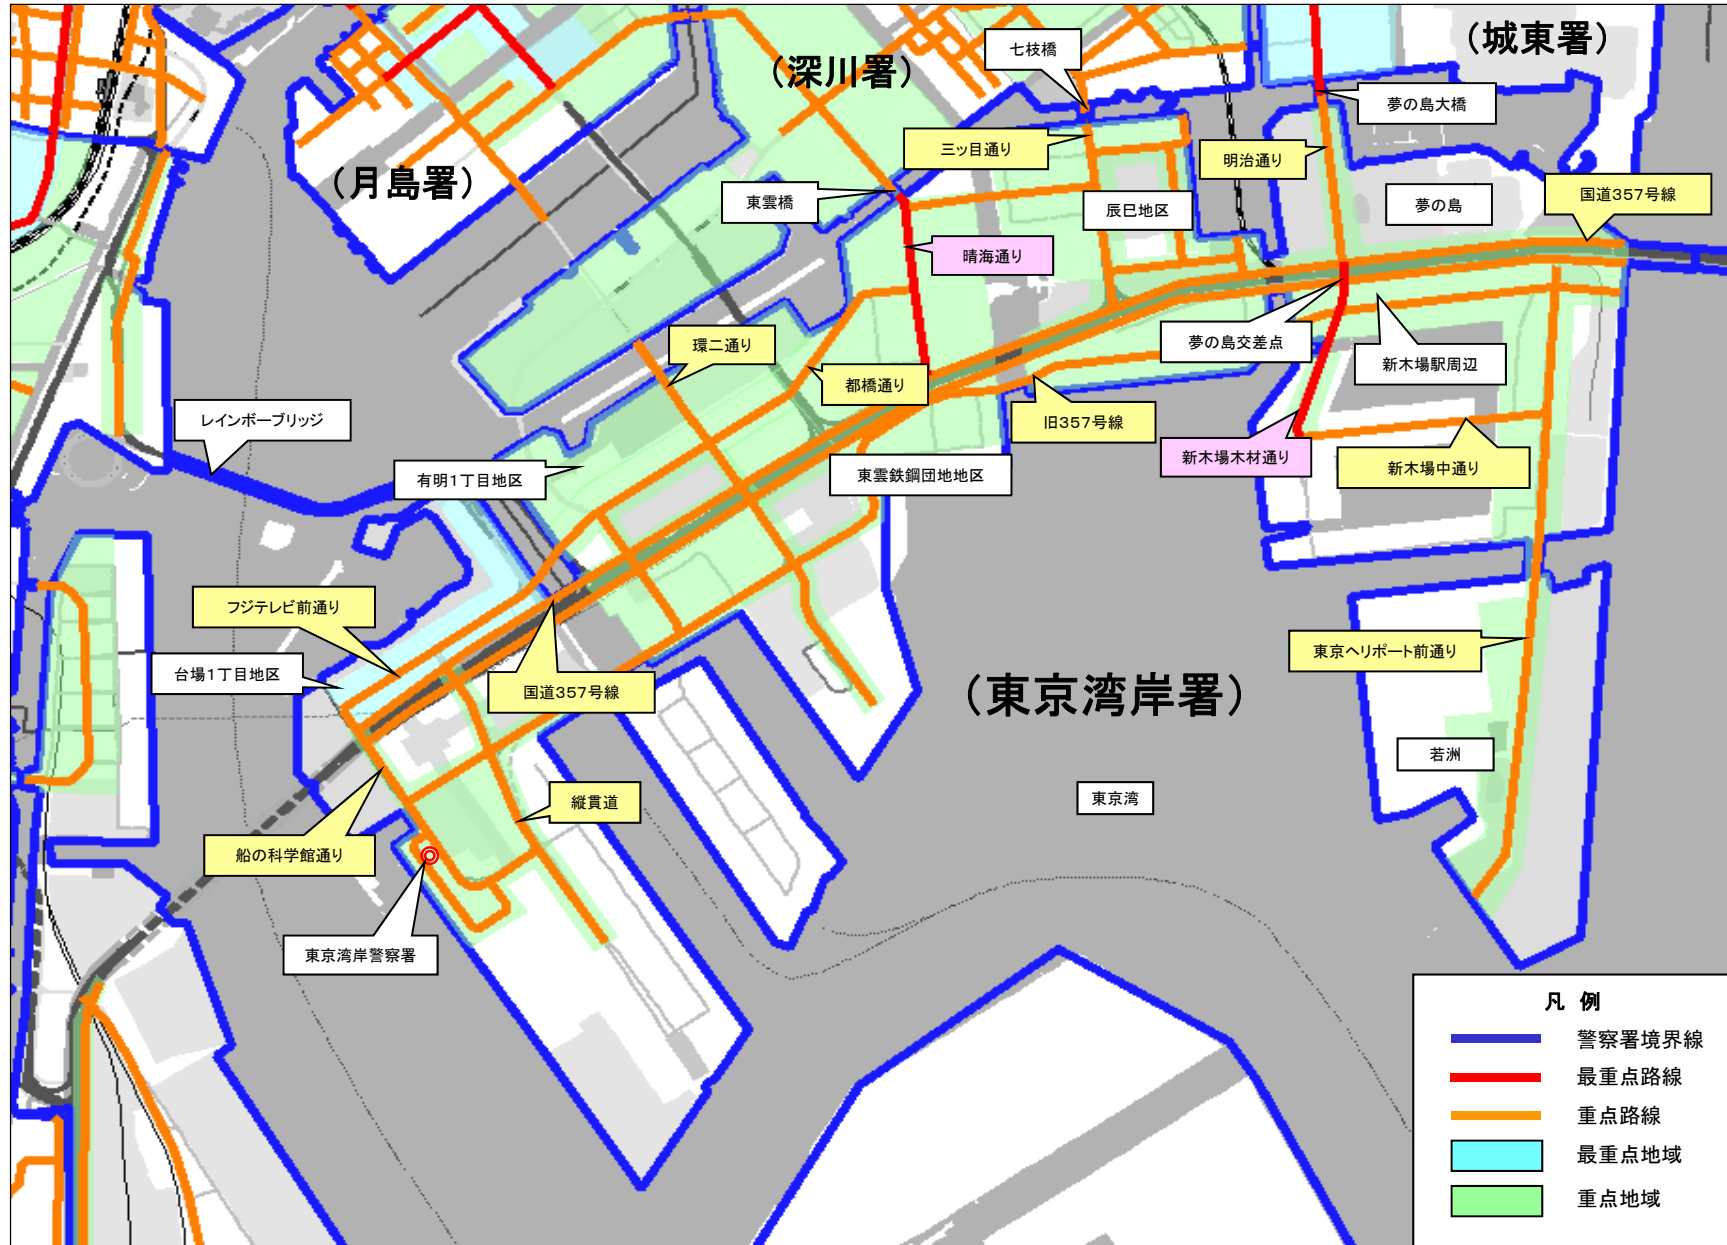 (城東署)
七枝橋
(深川署)
夢の島大橋
三ッ目通り
明治通り
(月島署)
国道357号線
東雲橋
辰巳地区
夢の島
晴海通り
環二通り
夢の島交差点
新木場駅周辺
都橋通り
レインボーブリッジ
旧357号線
新木場木材通り
新木場中通り
有明1丁目地区
東雲鉄鋼団地地区
フジテレビ前通り
台場1丁目地区
国道357号線
(東京湾岸署)
東京ヘリポート前通り
若洲
縦貫道
東京湾
船の科学館通り
東京湾岸警察署
凡 例
警察署境界線
最重点路線
重点路線
最重点地域
重点地域